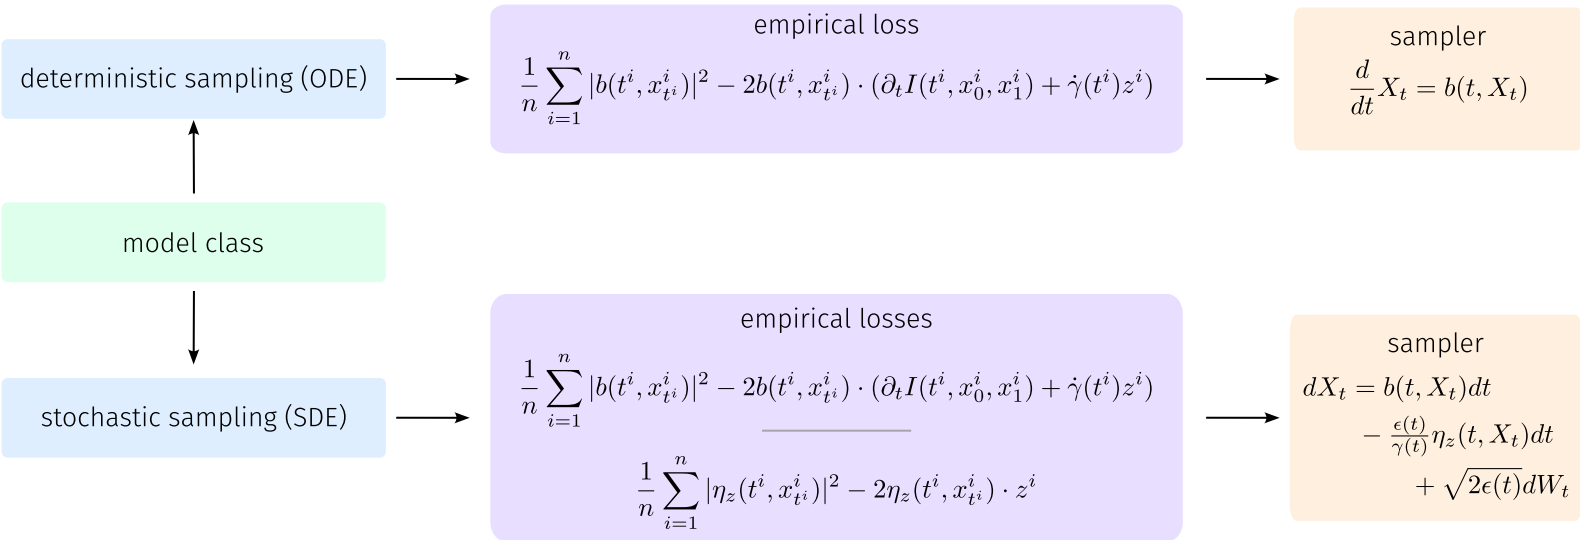 empirical loss
deterministic sampling (ODE)
$\frac{1}{n}\sum_{i=1}^{n}|b(t^i, x^i_{t^i})|^2 - 2b(t^i, x^i_{t^i}) \cdot (\partial_t I(t^i, x^i_0, x^i_1) + \dot{\gamma}(t^i)z^i)$
sampler
$\frac{d}{dt}X_t = b(t, X_t)$
model class
stochastic sampling (SDE)
empirical losses
$\frac{1}{n}\sum_{i=1}^{n}|b(t^i, x^i_{t^i})|^2 - 2b(t^i, x^i_{t^i}) \cdot (\partial_t I(t^i, x^i_0, x^i_1) + \dot{\gamma}(t^i)z^i)$
$\frac{1}{n}\sum_{i=1}^{n}|\eta_z(t^i, x^i_{t^i})|^2 - 2\eta_z(t^i, x^i_{t^i}) \cdot z^i$
sampler
$dX_t = b(t, X_t)dt$
$- \frac{\epsilon(t)}{\gamma(t)}\eta_z(t, X_t)dt$
$+ \sqrt{2\epsilon(t)}dW_t$